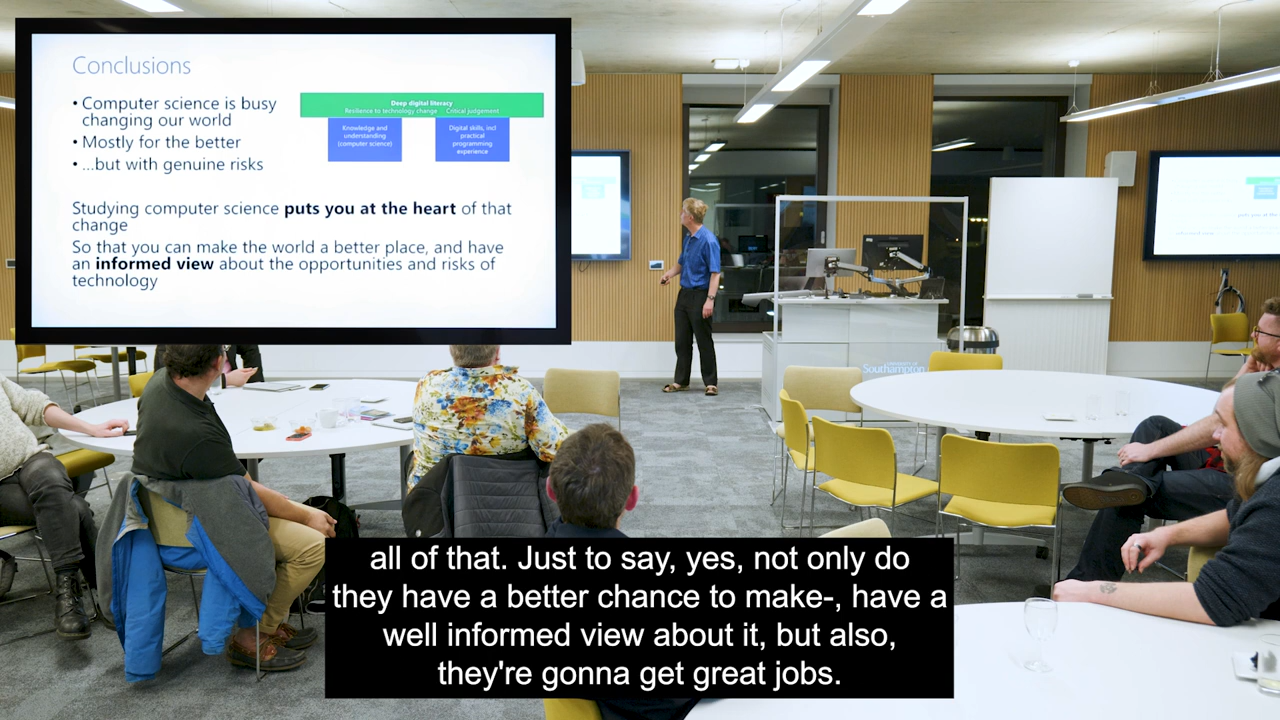 Conclusions
• Computer science is busy
changing our world
• Mostly for the better
• ...but with genuine risks
Deep digital literacy
Resilience to technology change Critical judgement
Knowledge and
understanding
(computer science)
Digital skills, incl
practical
programming
experience
Studying computer science puts you at the heart of that
change
So that you can make the world a better place, and have
an informed view about the opportunities and risks of
technology
Southampton
all of that. Just to say, yes, not only do
they have a better chance to make-, have a
well informed view about it, but also,
they're gonna get great jobs.